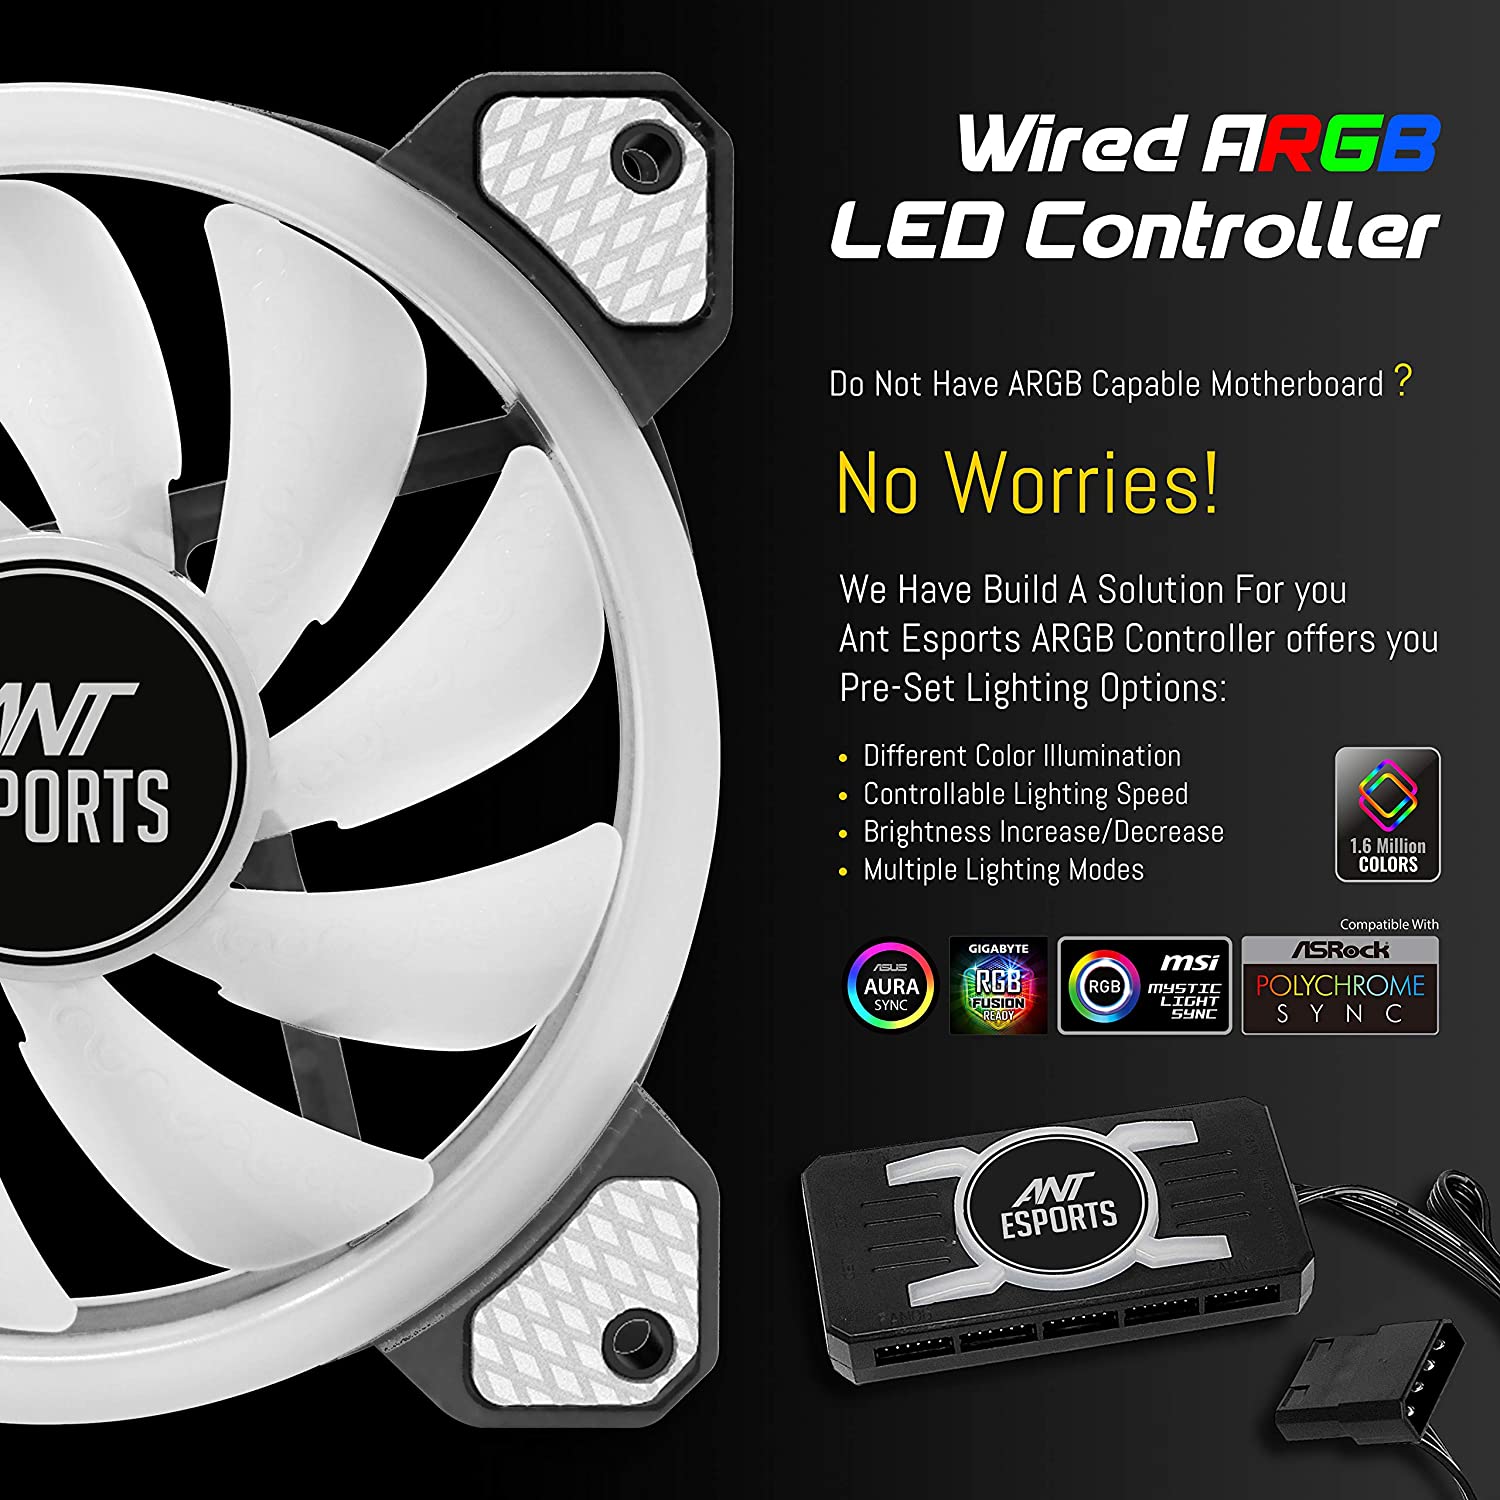 Wired ARGB
LED Controller
Do Not Have ARGB Capable Motherboard ?
No Worries!
We Have Build A Solution For you
Ant Esports ARGB Controller offers you
Pre-Set Lighting Options:
• Different Color Illumination
• Controllable Lighting Speed
• Brightness Increase/Decrease
• Multiple Lighting Modes
1.6 Million
COLORS
Compatible With
ASUS
AURA
SYNC
GIGABYTE
RGB
FUSION
READY
RGB
msi
MYSTIC
LIGHT
SYNC
ASRock
POLYCHROME
SYNC
ANT
PORTS
ANT
ESPORTS